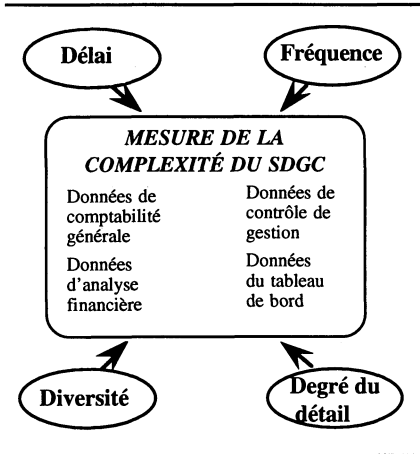 Délai
Fréquence
MESURE DE LA
COMPLEXITÉ DU SDGC
Données de
comptabilité
générale
Données
d'analyse
financière
Données de
contrôle de
gestion
Données
du tableau
de bord
Diversité
Degré du
détail